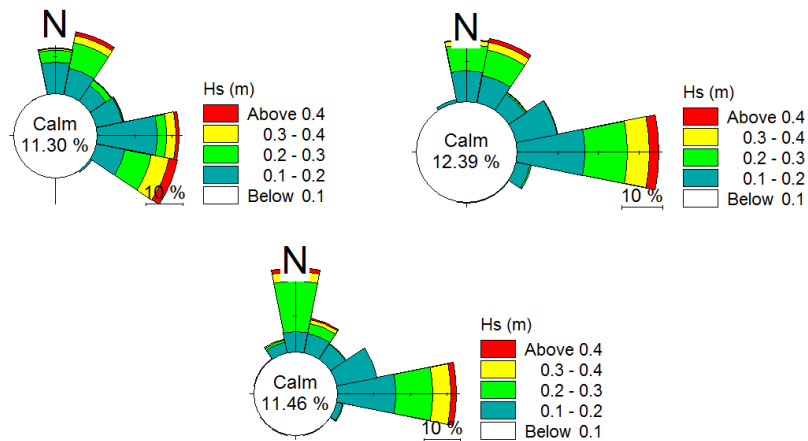 N
Calm
11.30 %
10 %
Hs (m)
Above 0.4
0.3 - 0.4
0.2 - 0.3
0.1 - 0.2
Below 0.1
N
Calm
12.39 %
10 %
Hs (m)
Above 0.4
0.3 - 0.4
0.2 - 0.3
0.1 - 0.2
Below 0.1
N
Calm
11.46 %
10 %
Hs (m)
Above 0.4
0.3 - 0.4
0.2 - 0.3
0.1 - 0.2
Below 0.1